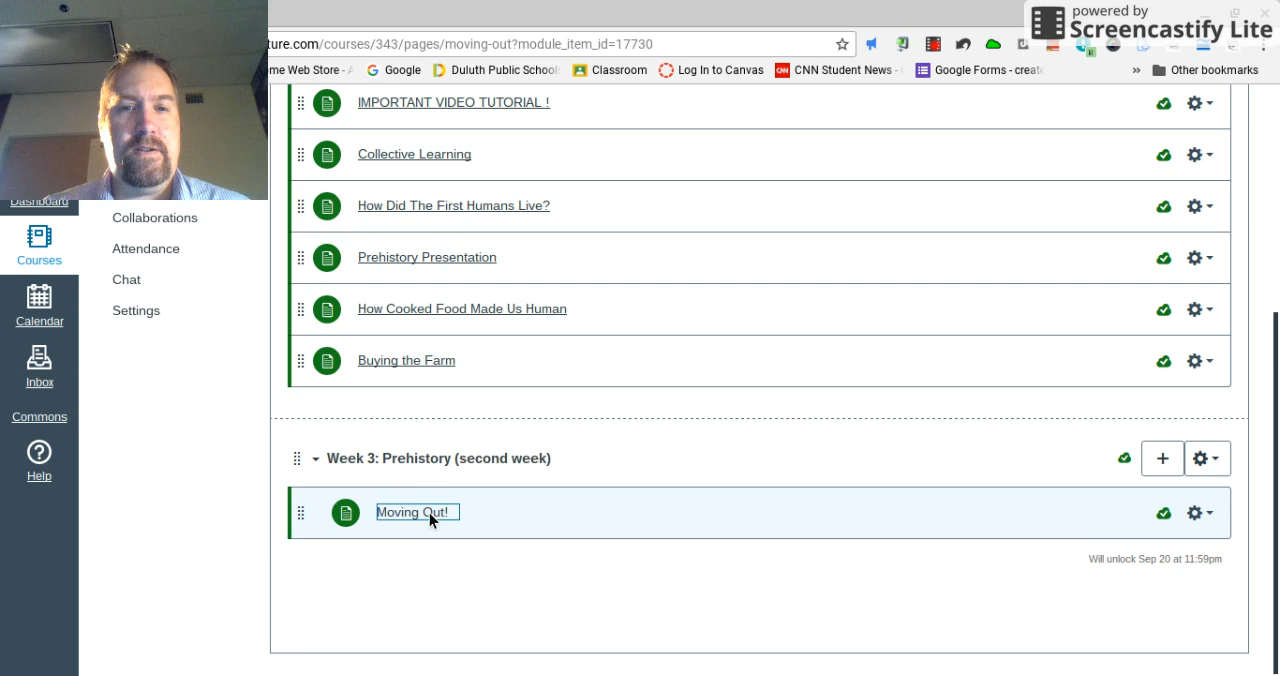 powered by
Screencastify Lite
ture.com/courses/343/pages/moving-out?module_item_id=17730
me Web Store - A
Google
Duluth Public School
Classroom
Log In to Canvas
CNN
CNN Student News -
Google Forms - create
»
Other bookmarks
IMPORTANT VIDEO TUTORIAL !
Collective Learning
How Did The First Humans Live?
Prehistory Presentation
How Cooked Food Made Us Human
Buying the Farm
Week 3: Prehistory (second week)
+
Moving Out!
Will unlock Sep 20 at 11:59pm
Dashboard
Courses
Calendar
Inbox
Commons
Help
Collaborations
Attendance
Chat
Settings